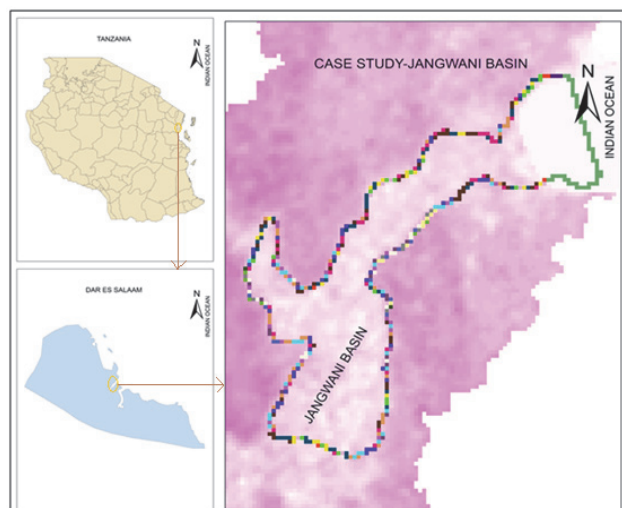 TANZANIA
N
INDIAN OCEAN
DAR ES SALAAM
N
INDIAN OCEAN
CASE STUDY-JANGWANI BASIN
N
INDIAN OCEAN
JANGWANI BASIN